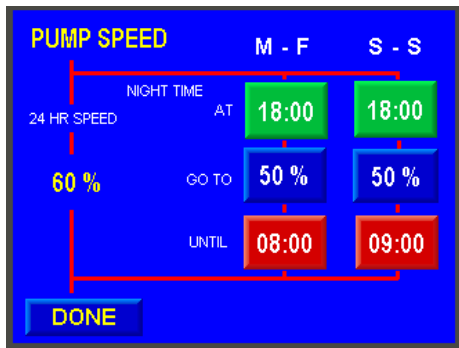 PUMP SPEED
M - F S - S
NIGHT TIME
24 HR SPEED AT 18:00 18:00
60 % GO TO 50 % 50 %
UNTIL 08:00 09:00
DONE